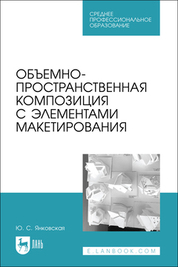 СРЕДНЕЕ
ПРОФЕССИОНАЛЬНОЕ
ОБРАЗОВАНИЕ
ОБЪЕМНО-
ПРОСТРАНСТВЕННАЯ
КОМПОЗИЦИЯ
С ЭЛЕМЕНТАМИ
МАКЕТИРОВАНИЯ
Ю. С. Янковская
ЛАНЬ
E.LANBOOK.COM